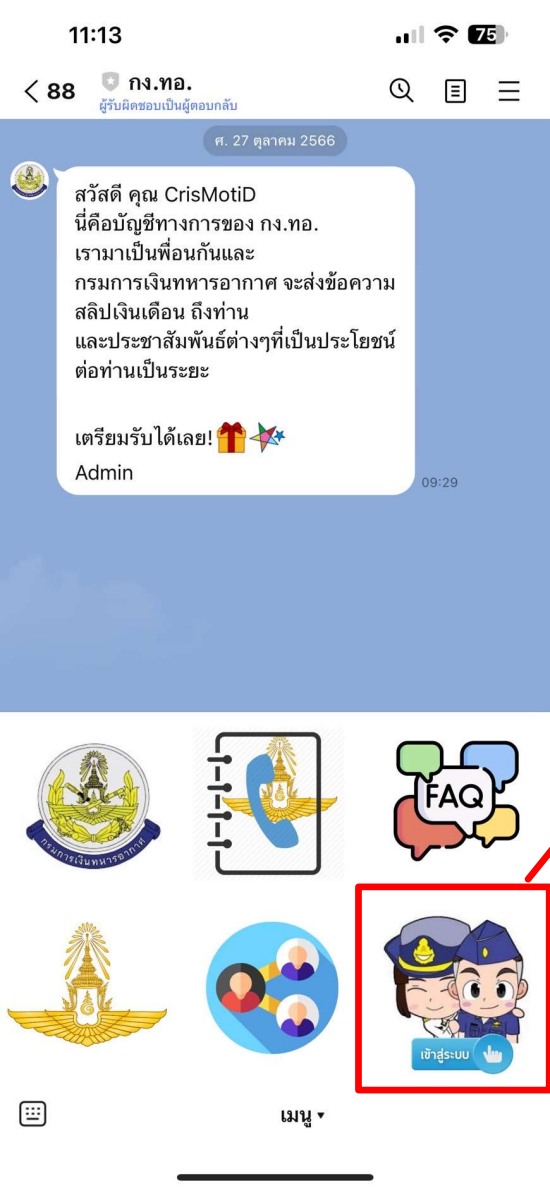 11:13
75
88
กง.ทอ.
ผู้รับผิดชอบเป็นผู้ตอบกลับ
ศ. 27 ตุลาคม 2566
สวัสดี คุณ CrisMotiD
นี่คือบัญชีทางการของ กง.ทอ.
เรามาเป็นพื่อนกันและ
กรมการเงินทหารอากาศ จะส่งข้อความ
สลิปเงินเดือน ถึงท่าน
และประชาสัมพันธ์ต่างๆที่เป็นประโยชน์
ต่อท่านเป็นระยะ
เตรียมรับได้เลย!
Admin
09:29
กรมการเงินทหารอากาศ
FAQ
เข้าสู่ระบบ
เมนู